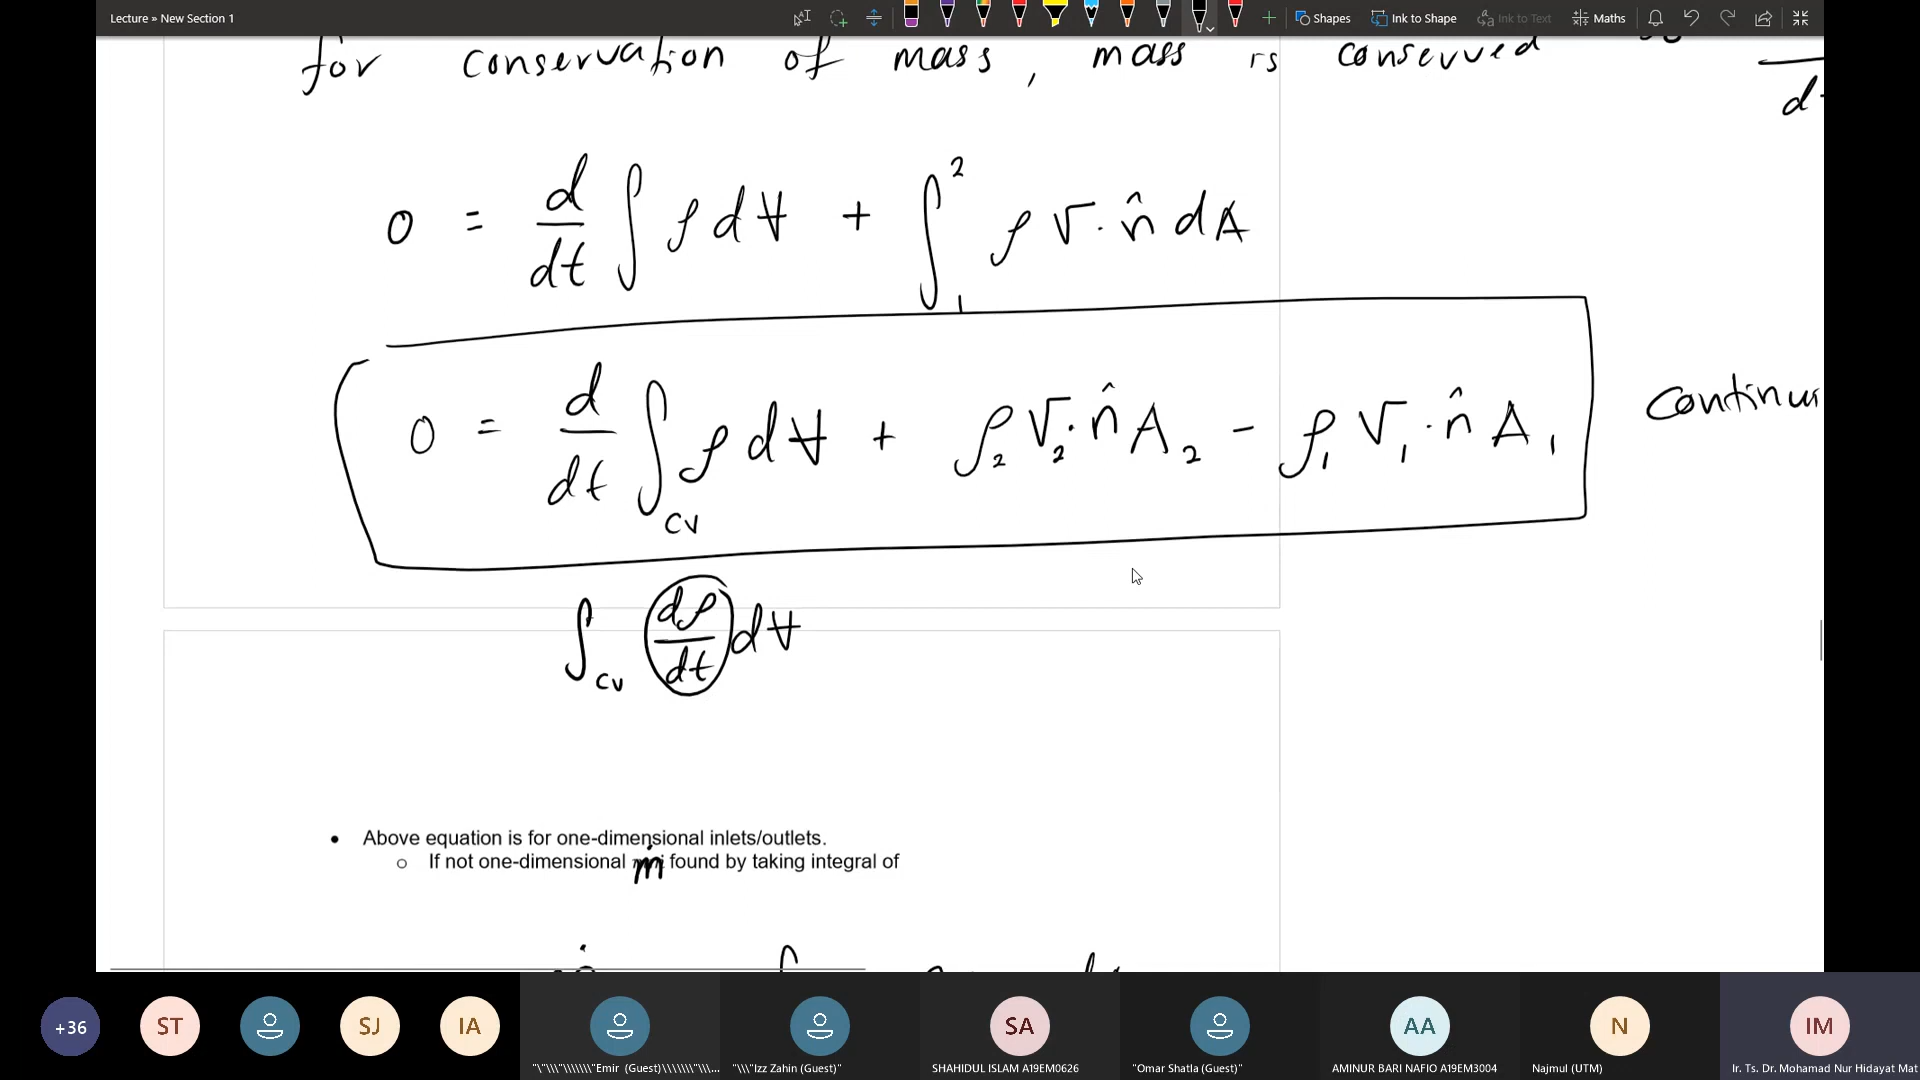 Lecture » New Section 1
Shapes Ink to Shape Ink to Text Maths
for conservation of mass, mass is conserved
d
0 = d/dt ∫ ρ d∀ + ∫₁² ρ V · n̂ dA
0 = d/dt ∫_CV ρ d∀ + ρ₂ V₂ · n̂ A₂ - ρ₁ V₁ · n̂ A₁
continui
∫_CV (dρ/dt) d∀
• Above equation is for one-dimensional inlets/outlets.
o If not one-dimensional ṁ found by taking integral of
+36 ST SJ IA SA AA N IM
"\"\\\"\\\\\\\"Emir (Guest)\\\\\\\"\\... "\\\"Izz Zahin (Guest)" SHAHIDUL ISLAM A19EM0626 "Omar Shatla (Guest)" AMINUR BARI NAFIO A19EM3004 Najmul (UTM) Ir. Ts. Dr. Mohamad Nur Hidayat Mat